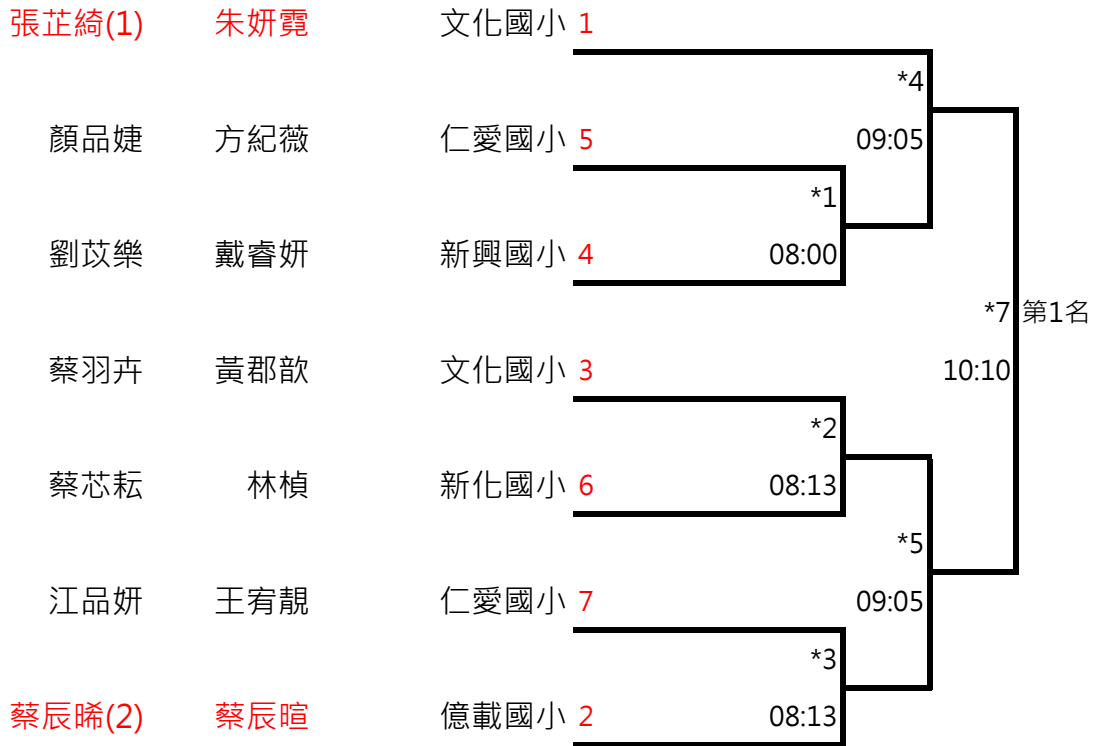 張芷綺(1) 朱妍霓 文化國小 1
*4
顏品婕 方紀薇 仁愛國小 5 09:05
*1
劉苡樂 戴睿妍 新興國小 4 08:00
*7 第1名
蔡羽卉 黃郡歆 文化國小 3 10:10
*2
蔡芯耘 林楨 新化國小 6 08:13
*5
江品妍 王宥靚 仁愛國小 7 09:05
*3
蔡辰晞(2) 蔡辰暄 億載國小 2 08:13